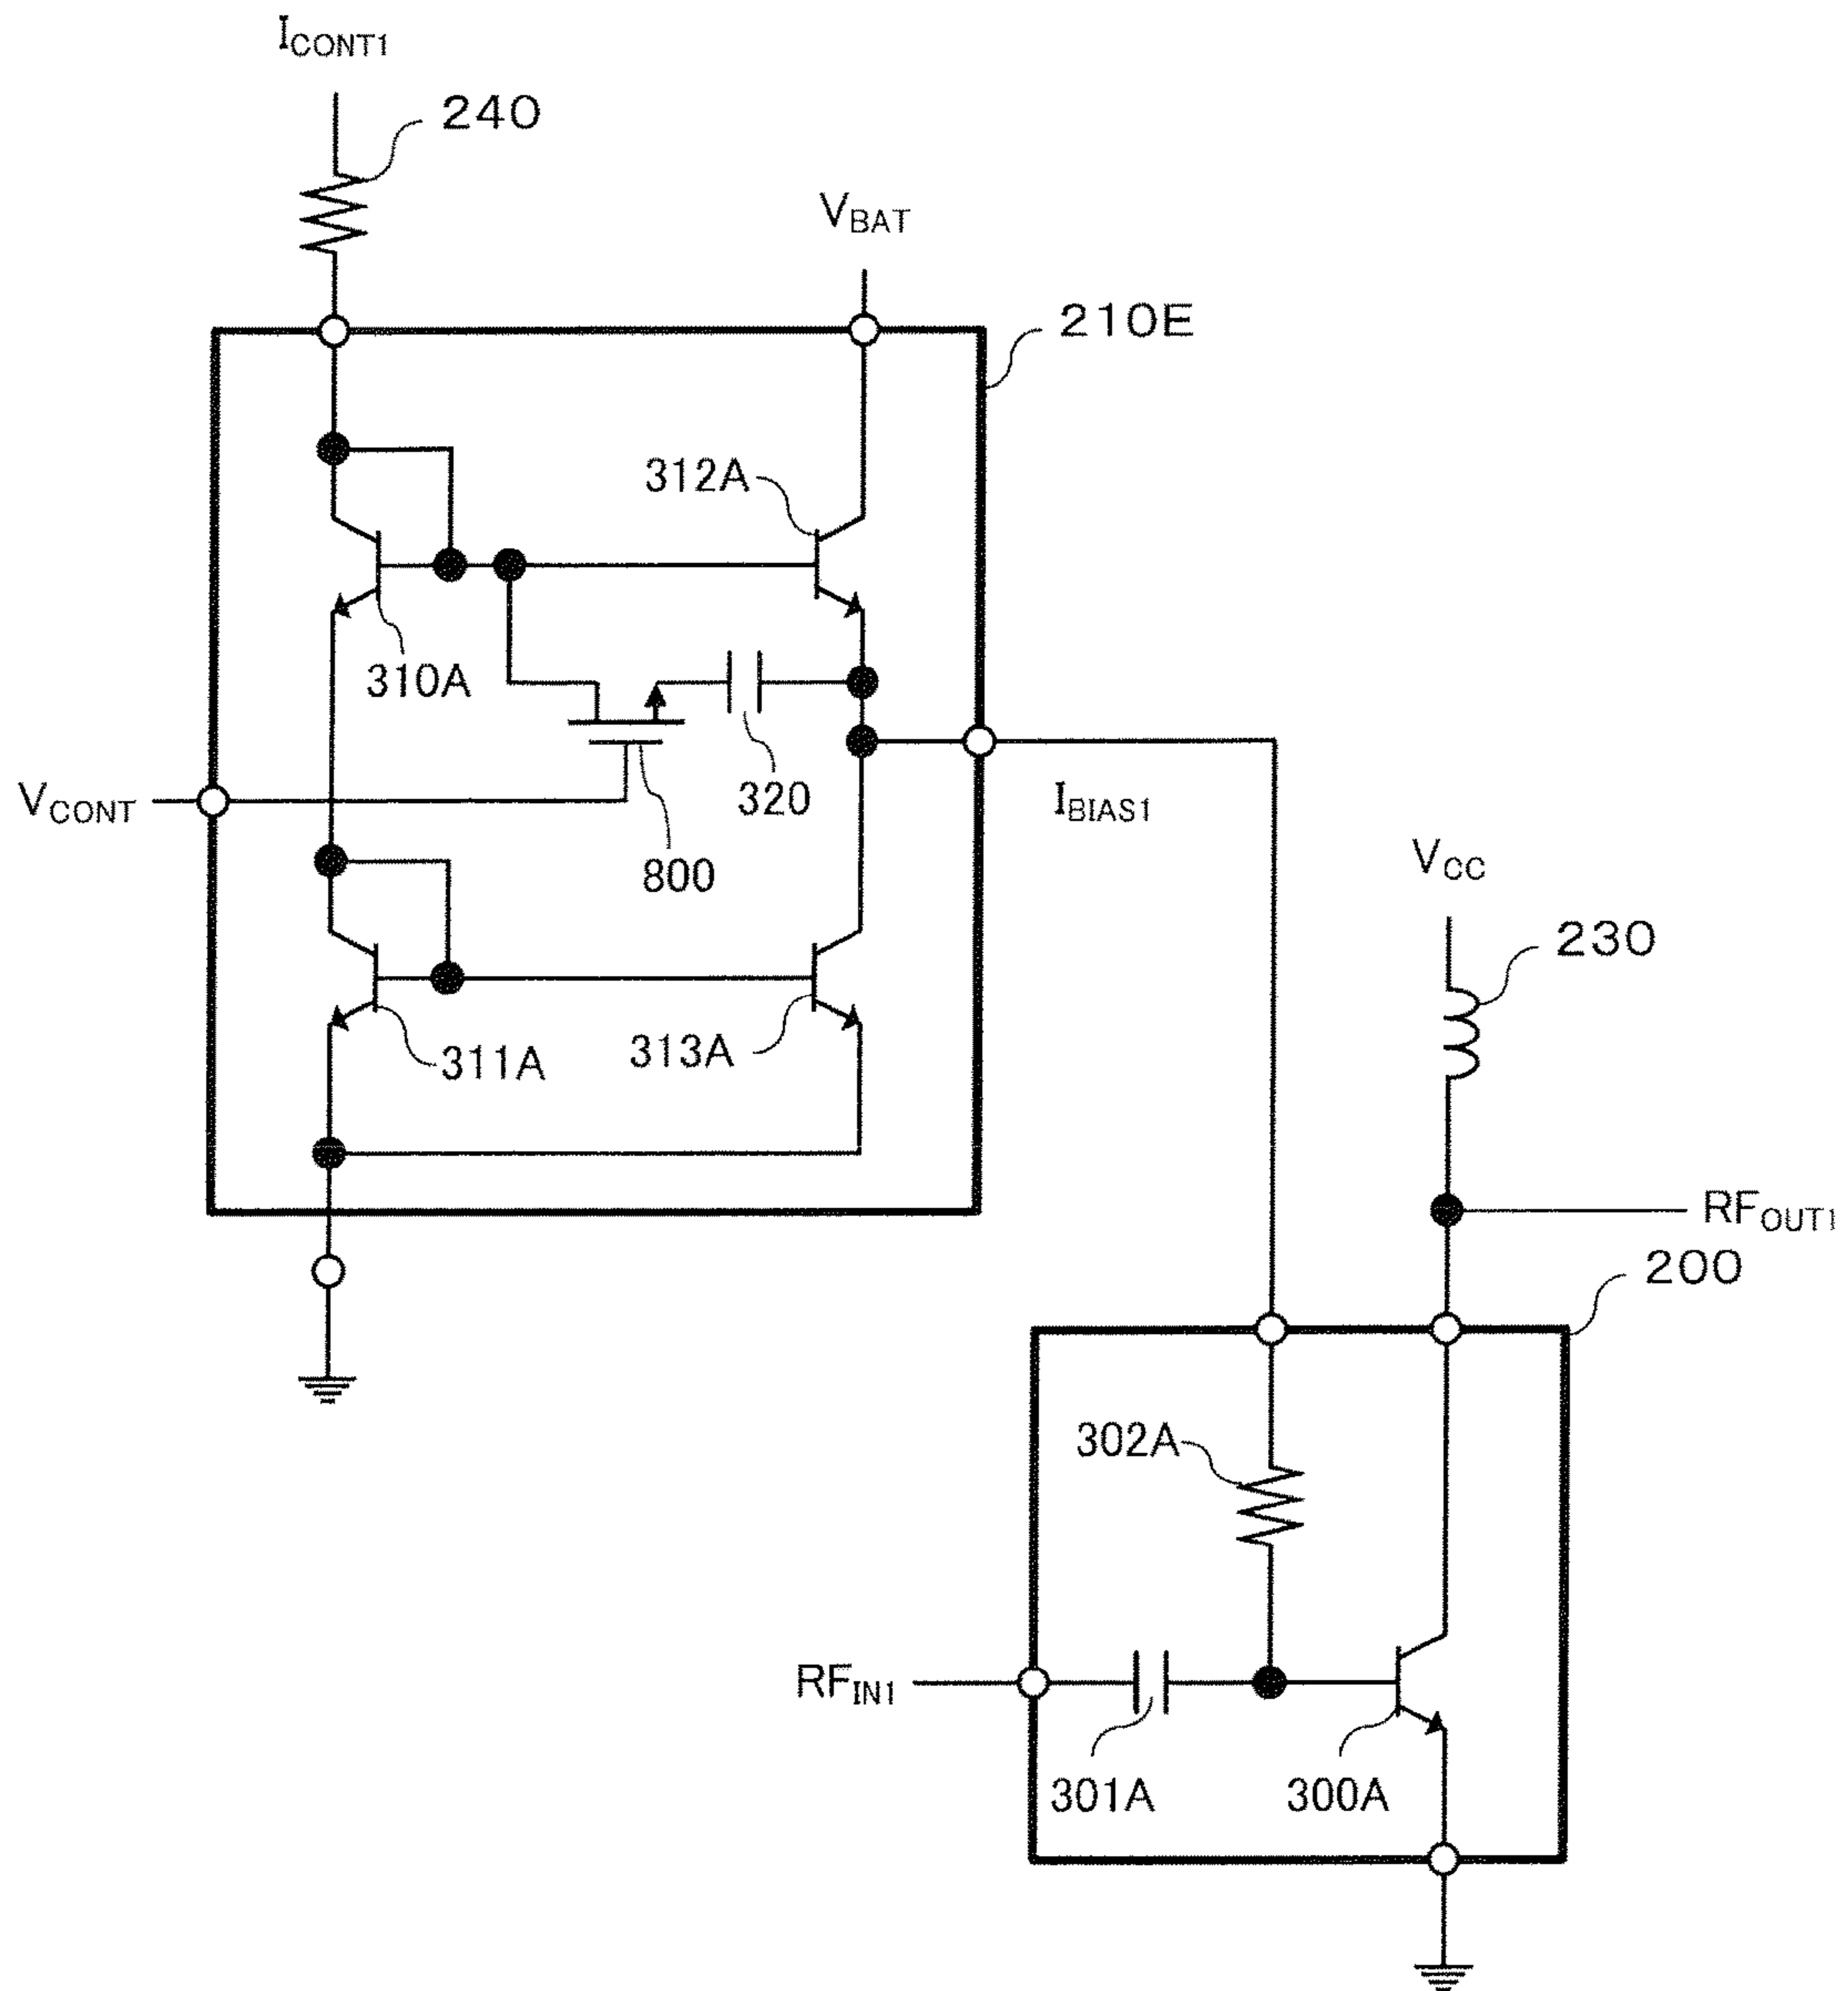 ICONT1
240
VBAT
210E
312A
310A
320
VCONT
IBIAS1
800
VCC
230
313A
311A
RFOUT1
200
302A
RFIN1
301A
300A